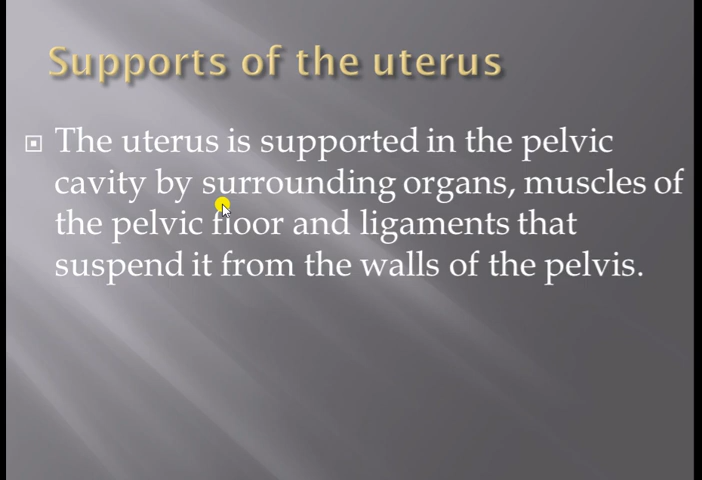 Supports of the uterus
The uterus is supported in the pelvic
cavity by surrounding organs, muscles of
the pelvic floor and ligaments that
suspend it from the walls of the pelvis.